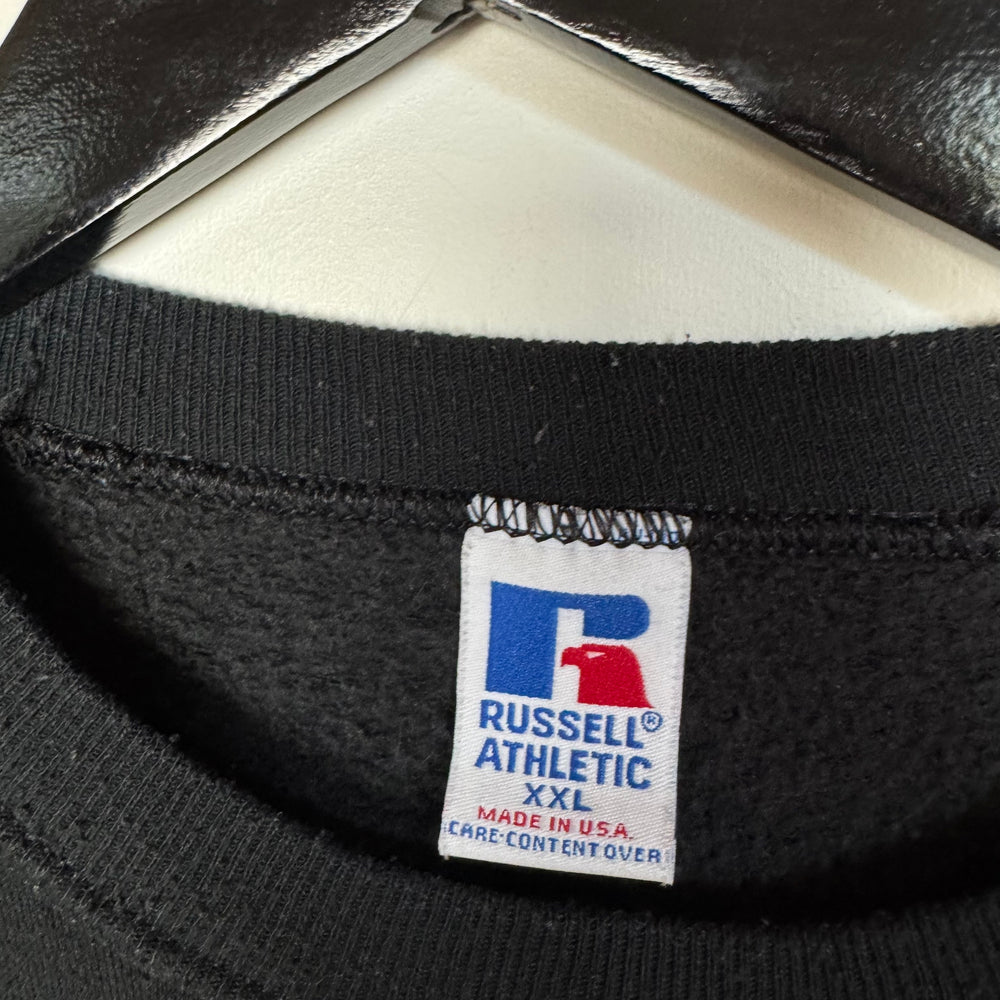 R
RUSSELL®
ATHLETIC
XXL
MADE IN U.S.A.
CARE-CONTENT OVER